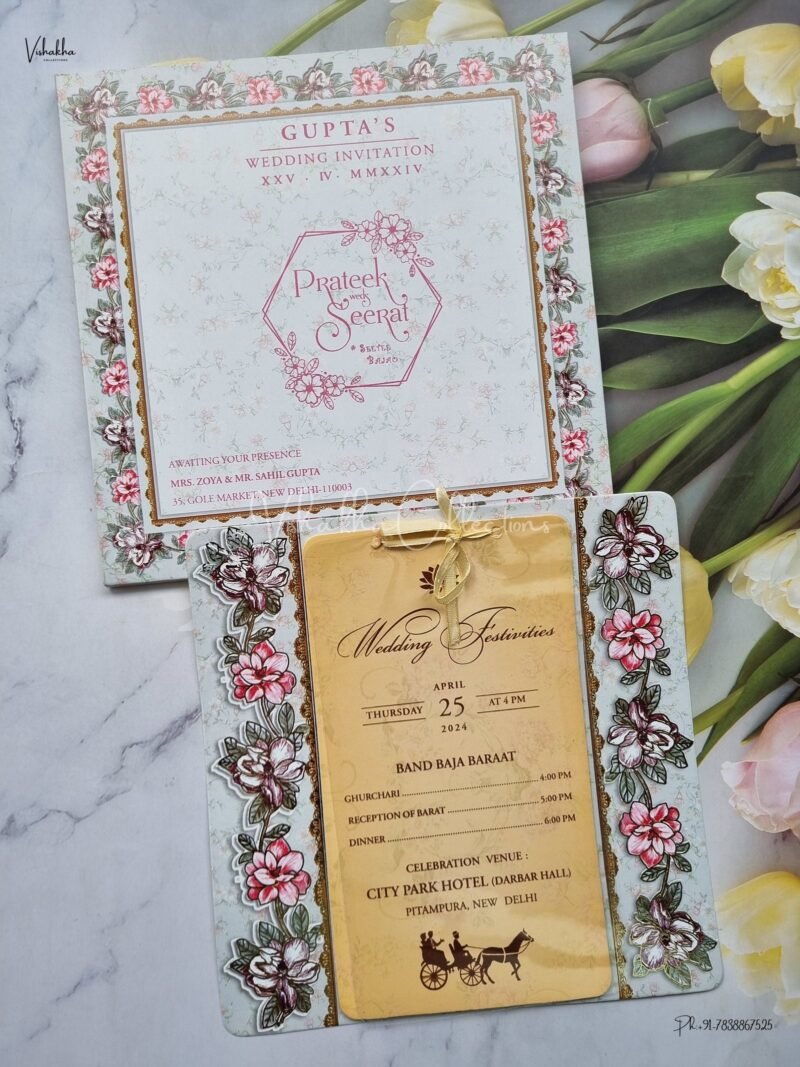 Vishakha
COLLECTIONS
GUPTA'S
WEDDING INVITATION
XXV . IV . MMXXIV
Prateek
weds
Seerat
AWAITING YOUR PRESENCE
MRS. ZOYA & MR. SAHIL GUPTA
35, GOLE MARKET, NEW DELHI-110003
Vishakha Collections
Wedding Festivities
APRIL
THURSDAY 25 AT 4 PM
2024
BAND BAJA BARAAT
GHURCHARI ........ 4:00 PM
RECEPTION OF BARAT ........ 5:00 PM
DINNER ........ 6:00 PM
CELEBRATION VENUE :
CITY PARK HOTEL (DARBAR HALL)
PITAMPURA, NEW DELHI
Ph.+91-7838867525